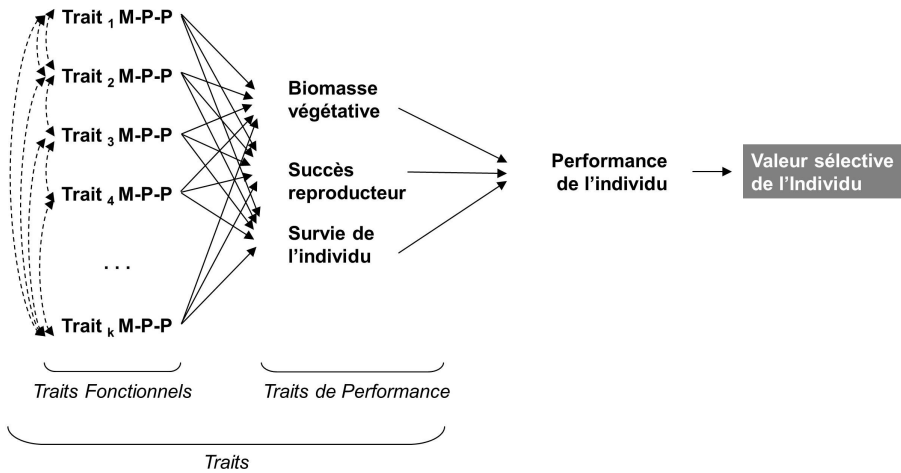 Trait 1 M-P-P
Trait 2 M-P-P
Trait 3 M-P-P
Trait 4 M-P-P
. . .
Trait k M-P-P
Biomasse
végétative
Succès
reproducteur
Survie de
l’individu
Performance
de l’individu
Valeur sélective
de l’Individu
Traits Fonctionnels
Traits de Performance
Traits